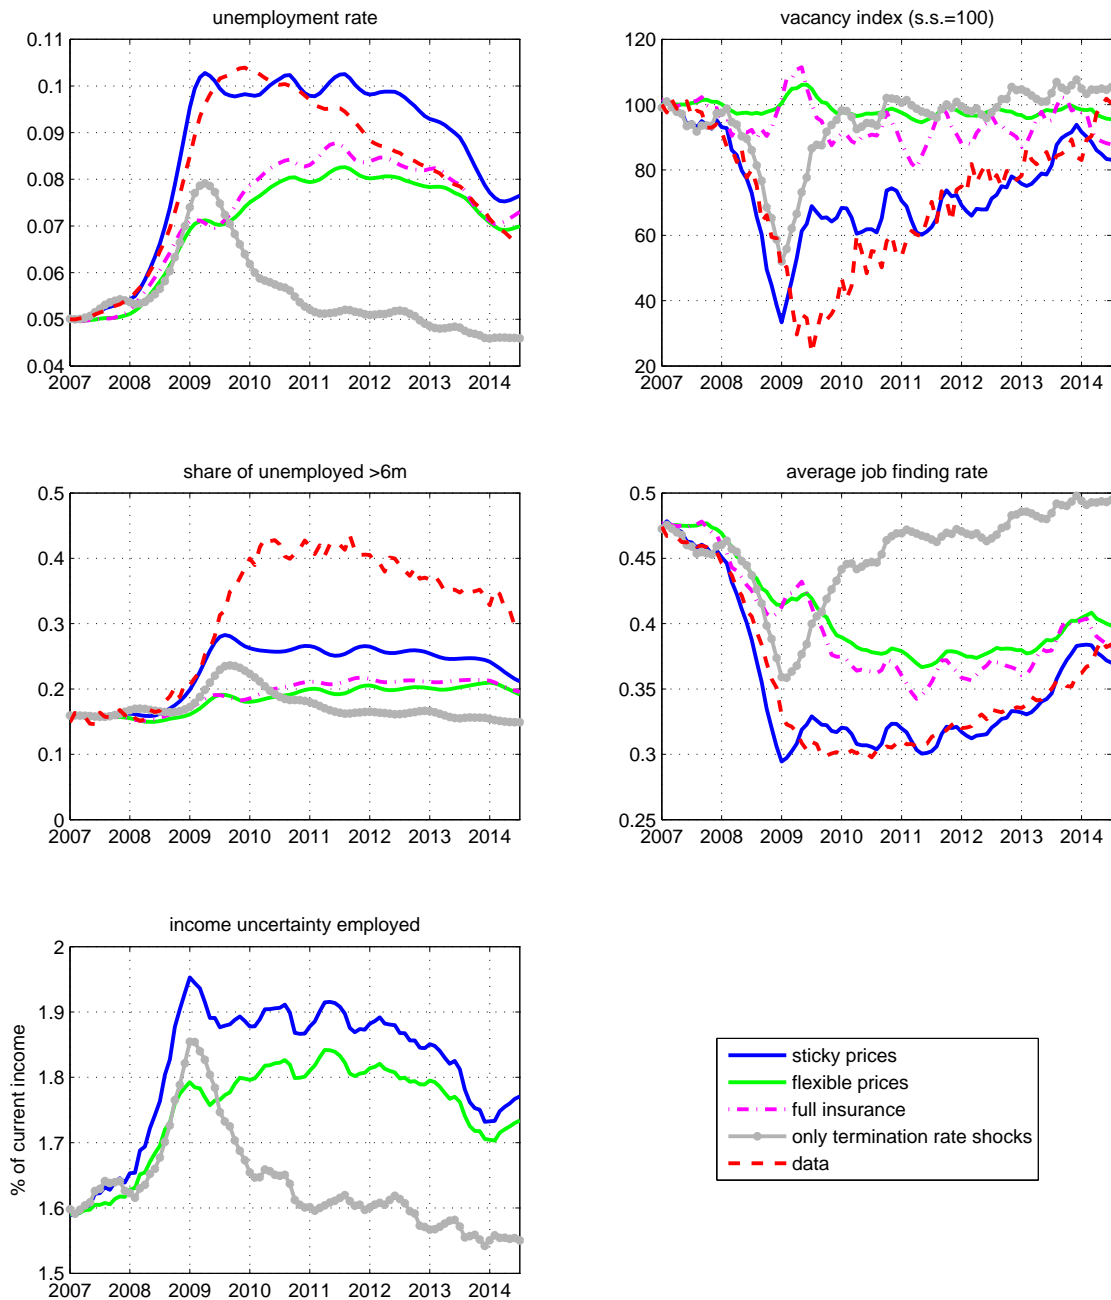 unemployment rate
0.11
0.1
0.09
0.08
0.07
0.06
0.05
0.04
2007 2008 2009 2010 2011 2012 2013 2014
vacancy index (s.s.=100)
120
100
80
60
40
20
2007 2008 2009 2010 2011 2012 2013 2014
share of unemployed >6m
0.5
0.4
0.3
0.2
0.1
0
2007 2008 2009 2010 2011 2012 2013 2014
average job finding rate
0.5
0.45
0.4
0.35
0.3
0.25
2007 2008 2009 2010 2011 2012 2013 2014
income uncertainty employed
% of current income
2
1.9
1.8
1.7
1.6
1.5
2007 2008 2009 2010 2011 2012 2013 2014
sticky prices
flexible prices
full insurance
only termination rate shocks
data